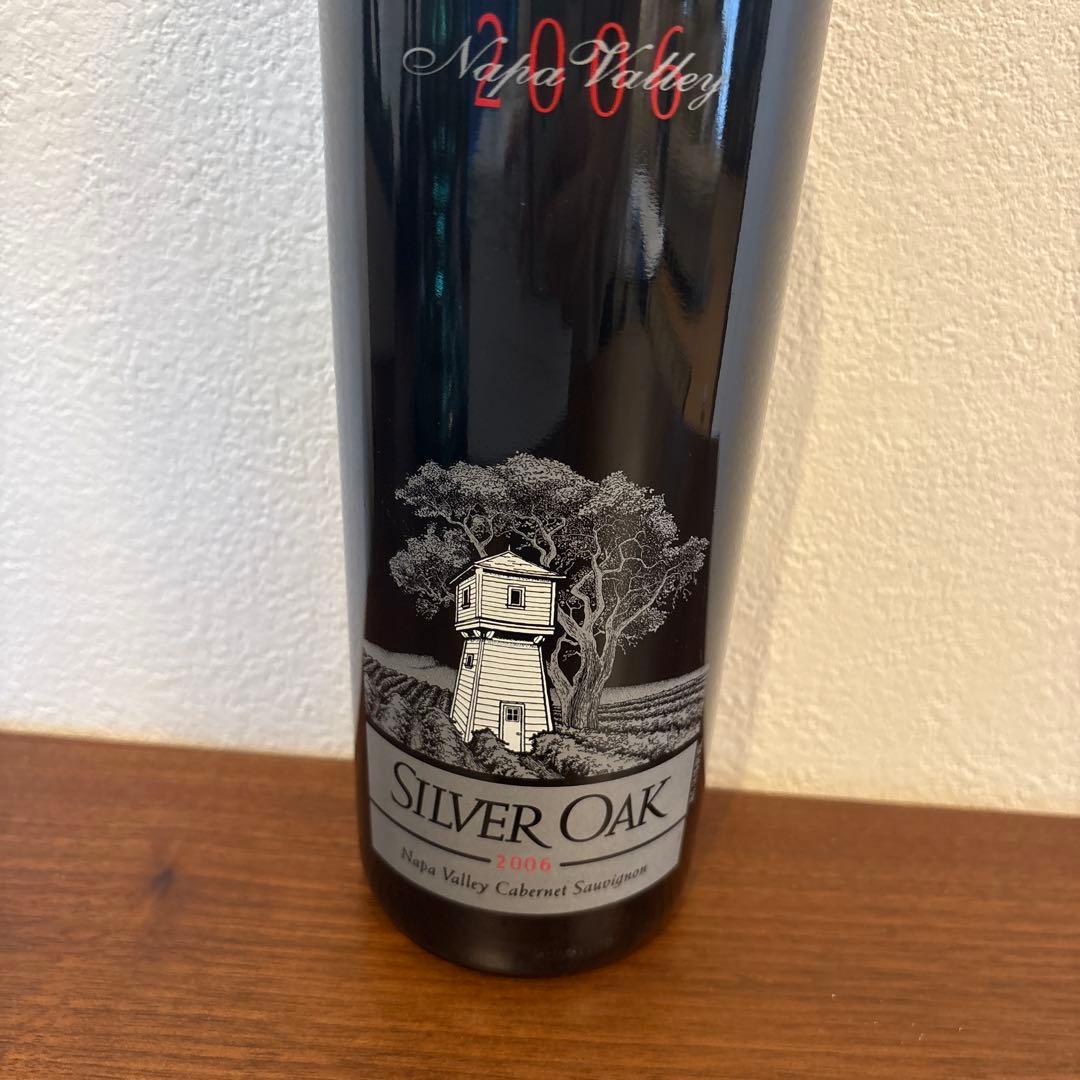 2006
Napa Valley
SILVER OAK
2006
Napa Valley Cabernet Sauvignon